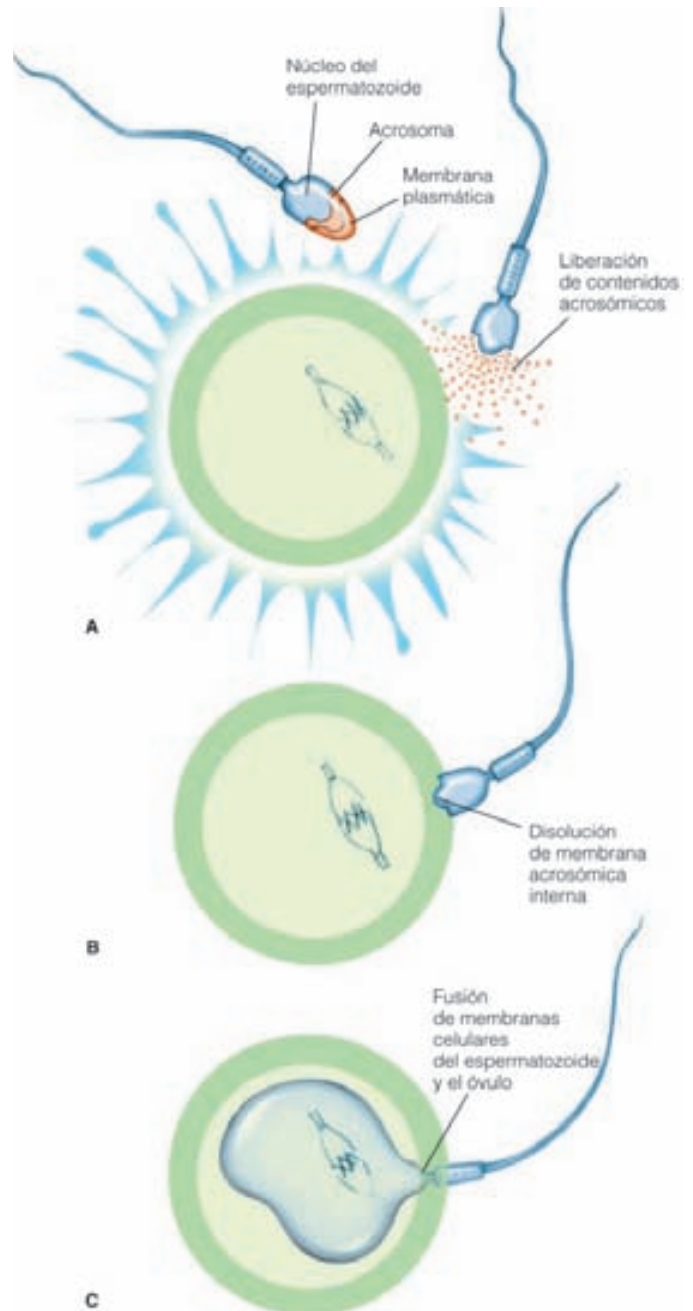 Núcleo del
espermatozoide
Acrosoma
Membrana
plasmática
Liberación
de contenidos
acrosómicos
A
Disolución
de membrana
acrosómica
interna
B
Fusión
de membranas
celulares
del espermatozoide
y el óvulo
C